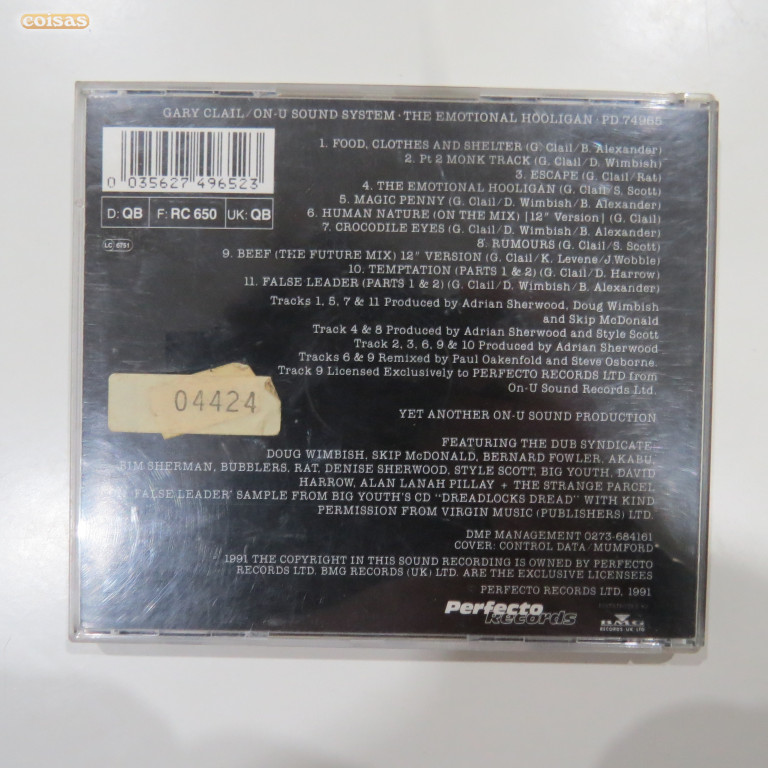 coisas
GARY CLAIL/ON-U SOUND SYSTEM · THE EMOTIONAL HOOLIGAN · PD 74965
1. FOOD, CLOTHES AND SHELTER (G. Clail/B. Alexander)
2. Pt 2 MONK TRACK (G. Clail/D. Wimbish)
3. ESCAPE (G. Clail/Rat)
4. THE EMOTIONAL HOOLIGAN (G. Clail/S. Scott)
5. MAGIC PENNY (G. Clail/D. Wimbish/B. Alexander)
6. HUMAN NATURE (ON THE MIX) |12" Version| (G. Clail)
7. CROCODILE EYES (G. Clail/D. Wimbish/B. Alexander)
8. RUMOURS (G. Clail/S. Scott)
9. BEEF (THE FUTURE MIX) 12" VERSION (G. Clail/K. Levene/J Wobble)
10. TEMPTATION (PARTS 1 & 2) (G. Clail/D. Harrow)
11. FALSE LEADER (PARTS 1 & 2) (G. Clail/D. Wimbish/B. Alexander)
0 035627 496523
D: QB F: RC 650 UK: QB
LC 6751
Tracks 1, 5, 7 & 11 Produced by Adrian Sherwood, Doug Wimbish
and Skip McDonald
Track 4 & 8 Produced by Adrian Sherwood and Style Scott
Track 2, 3, 6, 9 & 10 Produced by Adrian Sherwood
Tracks 6 & 9 Remixed by Paul Oakenfold and Steve Osborne.
Track 9 Licensed Exclusively to PERFECTO RECORDS LTD from
On-U Sound Records Ltd.
04424
YET ANOTHER ON-U SOUND PRODUCTION
FEATURING THE DUB SYNDICATE—
DOUG WIMBISH, SKIP McDONALD, BERNARD FOWLER, AKABU,
BIM SHERMAN, BUBBLERS, RAT, DENISE SHERWOOD, STYLE SCOTT, BIG YOUTH, DAVID
HARROW, ALAN LANAH PILLAY + THE STRANGE PARCEL
FALSE LEADER' SAMPLE FROM BIG YOUTH'S CD "DREADLOCKS DREAD" WITH KIND
PERMISSION FROM VIRGIN MUSIC (PUBLISHERS) LTD.
DMP MANAGEMENT 0273-684161
COVER: CONTROL DATA/MUMFORD
1991 THE COPYRIGHT IN THIS SOUND RECORDING IS OWNED BY PERFECTO
RECORDS LTD. BMG RECORDS (UK) LTD. ARE THE EXCLUSIVE LICENSEES
PERFECTO RECORDS LTD, 1991
Perfecto
Records
BMG
RECORDS UK LTD